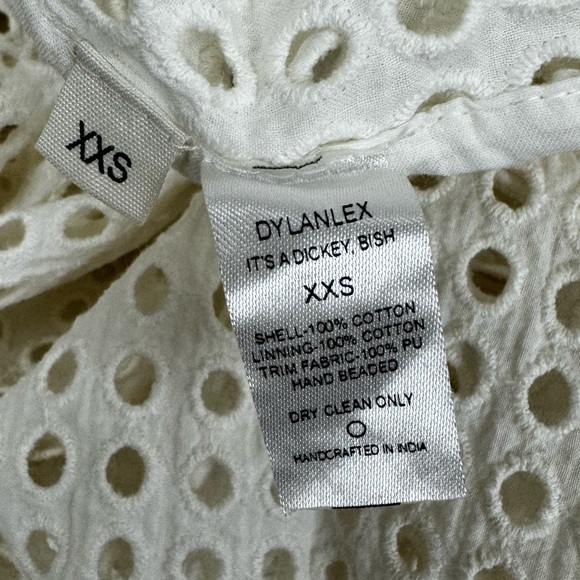 XXS
DYLANLEX
IT'S A DICKEY, BISH
XXS
SHELL-100% COTTON
LINNING-100% COTTON
TRIM FABRIC-100% PU
HAND BEADED
DRY CLEAN ONLY
HANDCRAFTED IN INDIA